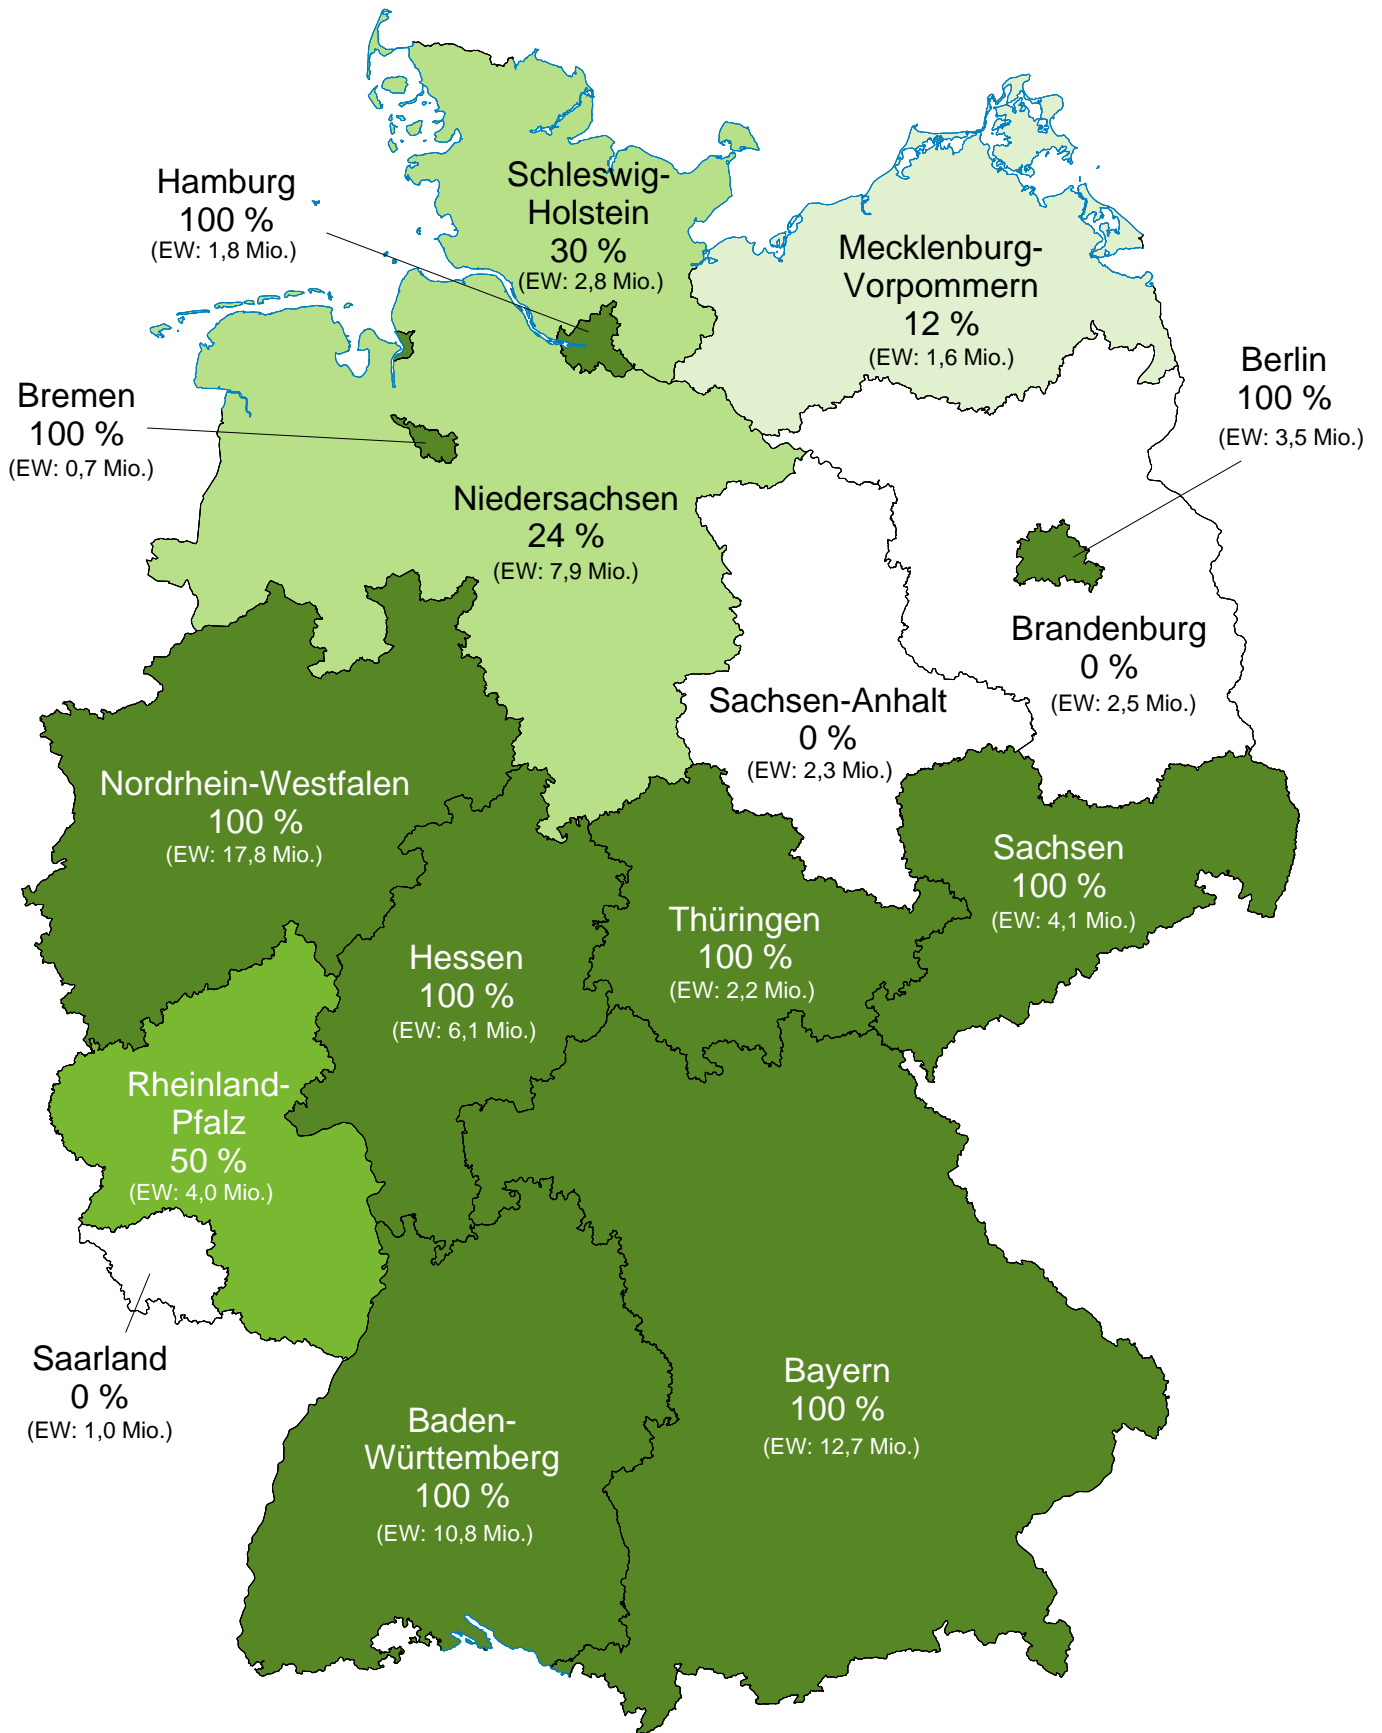 Hamburg
100 %
(EW: 1,8 Mio.)
Schleswig-
Holstein
30 %
(EW: 2,8 Mio.)
Mecklenburg-
Vorpommern
12 %
(EW: 1,6 Mio.)
Berlin
100 %
(EW: 3,5 Mio.)
Bremen
100 %
(EW: 0,7 Mio.)
Niedersachsen
24 %
(EW: 7,9 Mio.)
Brandenburg
0 %
(EW: 2,5 Mio.)
Sachsen-Anhalt
0 %
(EW: 2,3 Mio.)
Nordrhein-Westfalen
100 %
(EW: 17,8 Mio.)
Sachsen
100 %
(EW: 4,1 Mio.)
Thüringen
100 %
(EW: 2,2 Mio.)
Hessen
100 %
(EW: 6,1 Mio.)
Rheinland-
Pfalz
50 %
(EW: 4,0 Mio.)
Saarland
0 %
(EW: 1,0 Mio.)
Bayern
100 %
(EW: 12,7 Mio.)
Baden-
Württemberg
100 %
(EW: 10,8 Mio.)